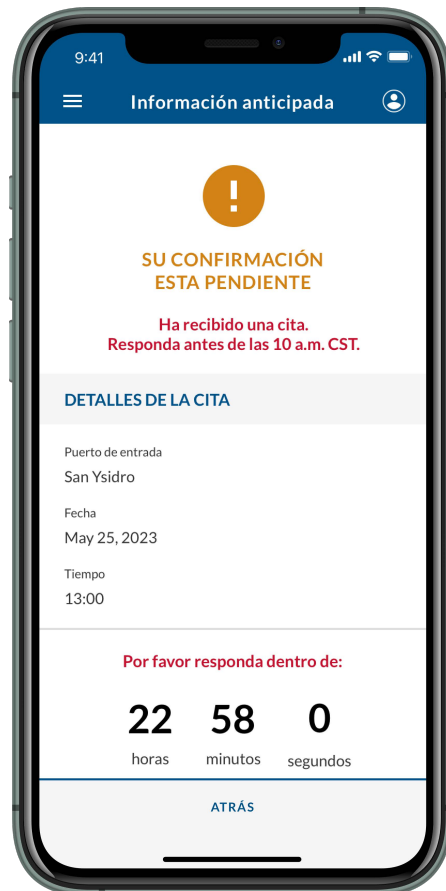 9:41
Información anticipada
!
SU CONFIRMACIÓN
ESTA PENDIENTE
Ha recibido una cita.
Responda antes de las 10 a.m. CST.
DETALLES DE LA CITA
Puerto de entrada
San Ysidro
Fecha
May 25, 2023
Tiempo
13:00
Por favor responda dentro de:
22 58 0
horas minutos segundos
ATRÁS